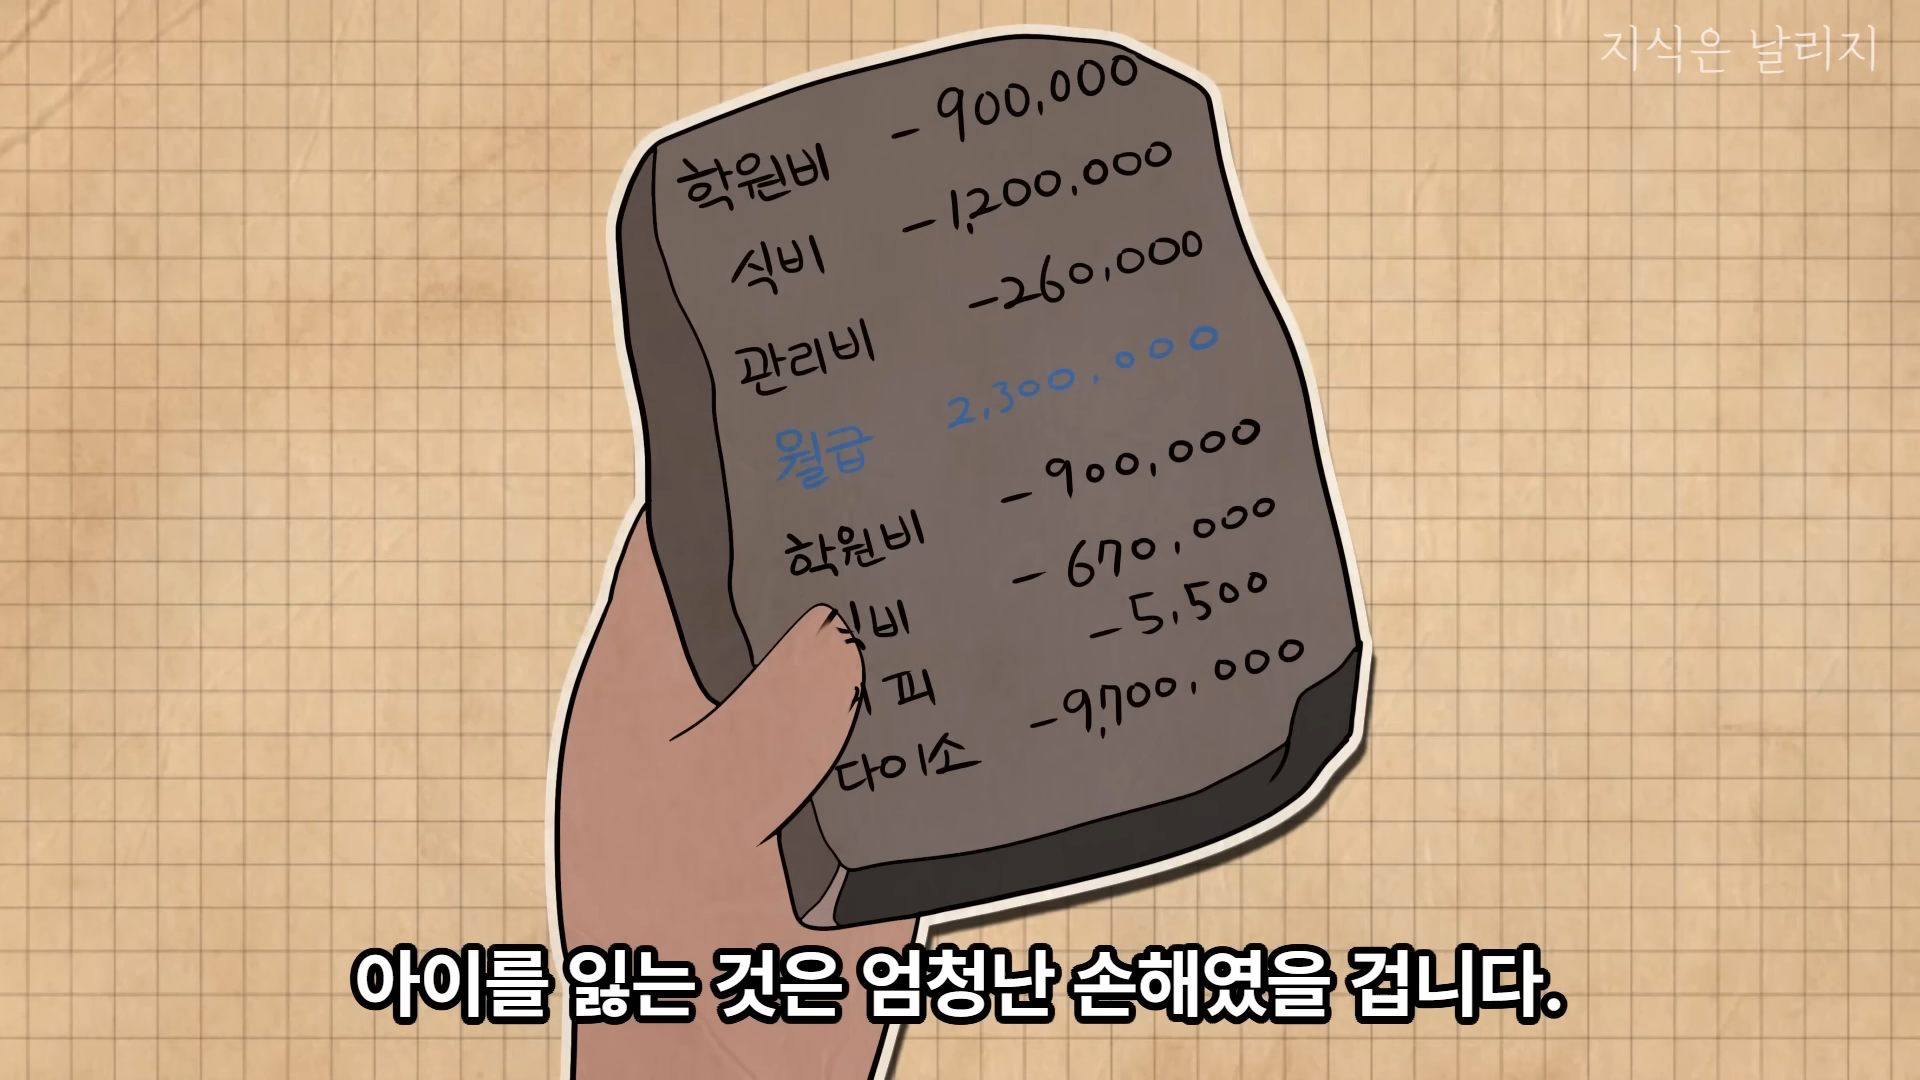 지식은 날리지
학원비 -900,000
식비 -1,200,000
관리비 -260,000
월급 2,300,000
학원비 -900,000
식비 -670,000
피 -5,500
다이소 -9,700,000
아이를 잃는 것은 엄청난 손해였을 겁니다.